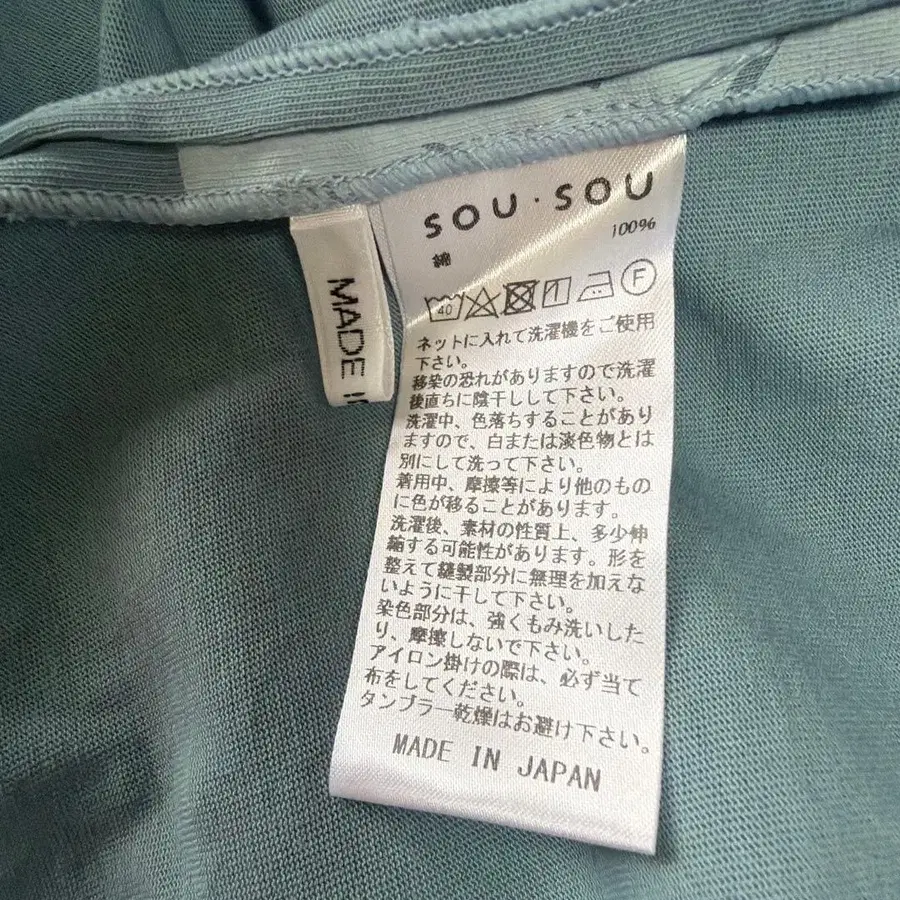 SOU・SOU
綿 100%
40 F
ネットに入れて洗濯機をご使用
下さい。
移染の恐れがありますので洗濯
後直ちに陰干しして下さい。
洗濯中、色落ちすることがあり
ますので、白または淡色物とは
別にして洗って下さい。
着用中、摩擦等により他のもの
に色が移ることがあります。
洗濯後、素材の性質上、多少伸
縮する可能性があります。形を
整えて縫製部分に無理を加えな
いように干して下さい。
染色部分は、強くもみ洗いした
り、摩擦しないで下さい。
アイロン掛けの際は、必ず当て
布をしてください。
タンブラー乾燥はお避け下さい。
MADE IN JAPAN
MADE I